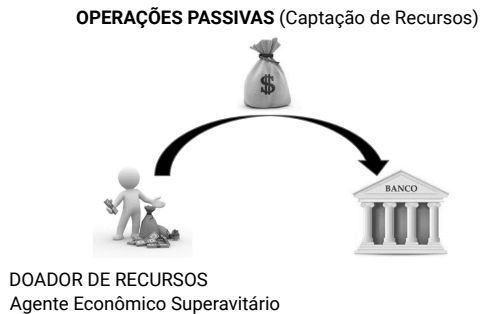 OPERAÇÕES PASSIVAS (Captação de Recursos)
$
BANCO
DOADOR DE RECURSOS
Agente Econômico Superavitário